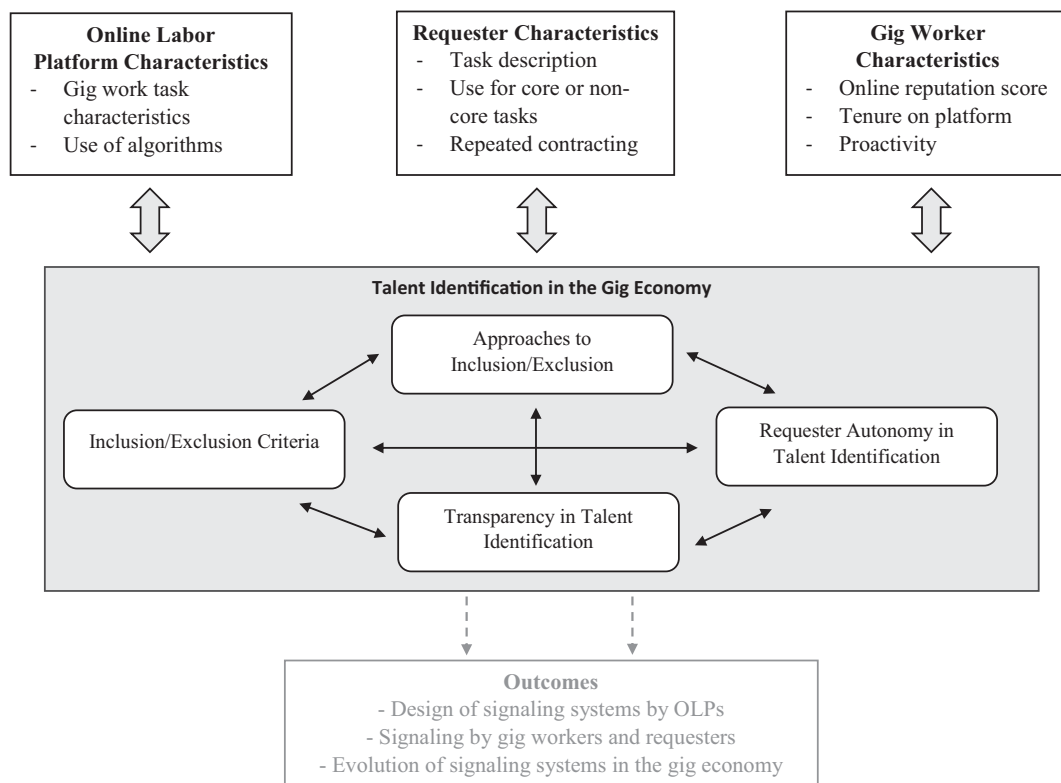 Online Labor
Platform Characteristics
- Gig work task
characteristics
- Use of algorithms
Requester Characteristics
- Task description
- Use for core or non-
core tasks
- Repeated contracting
Gig Worker
Characteristics
- Online reputation score
- Tenure on platform
- Proactivity
Talent Identification in the Gig Economy
Approaches to
Inclusion/Exclusion
Inclusion/Exclusion Criteria
Requester Autonomy in
Talent Identification
Transparency in Talent
Identification
Outcomes
- Design of signaling systems by OLPs
- Signaling by gig workers and requesters
- Evolution of signaling systems in the gig economy